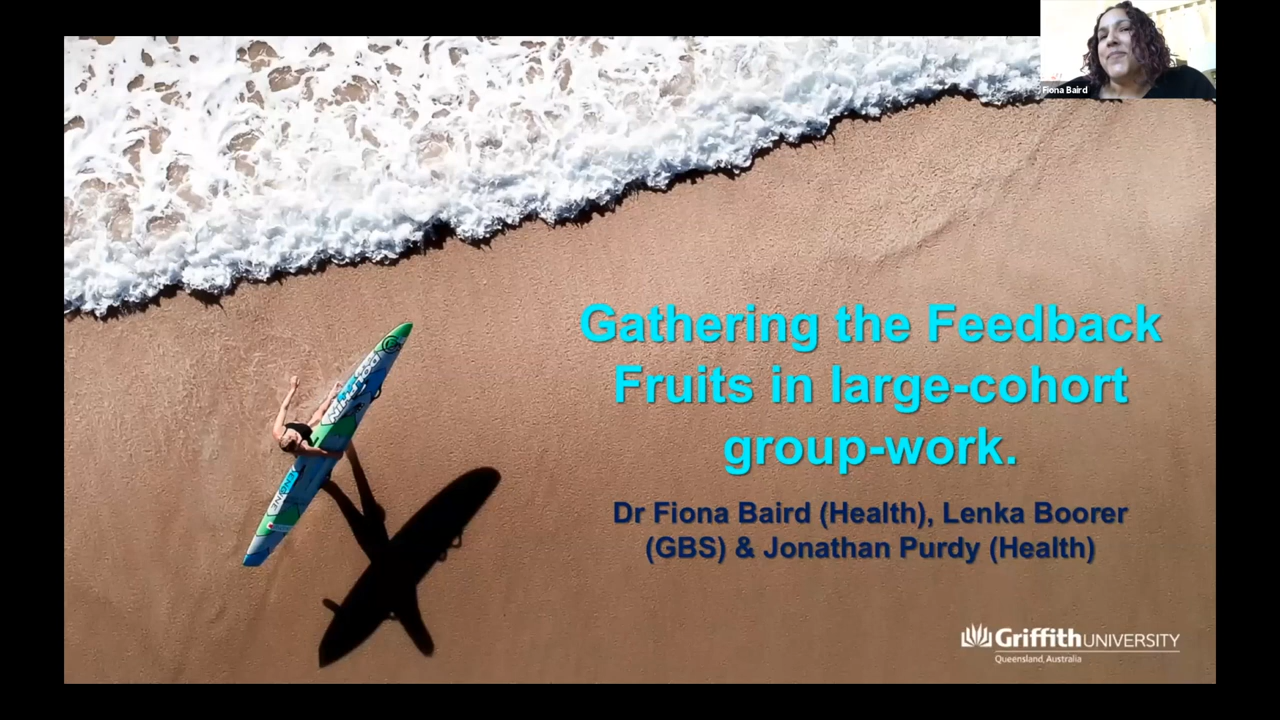 Fiona Baird
Gathering the Feedback
Fruits in large-cohort
group-work.
Dr Fiona Baird (Health), Lenka Boorer
(GBS) & Jonathan Purdy (Health)
Griffith UNIVERSITY
Queensland, Australia